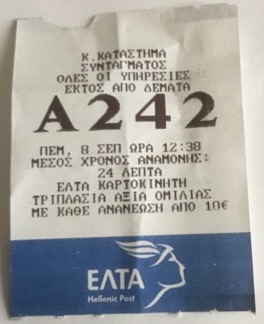 Κ.ΚΑΤΑΣΤΗΜΑ
ΣΥΝΤΑΓΜΑΤΟΣ
ΟΛΕΣ ΟΙ ΥΠΗΡΕΣΙΕΣ
ΕΚΤΟΣ ΑΠΟ ΔΕΜΑΤΑ
Α242
ΠΕΜ, 8 ΣΕΠ ΩΡΑ 12:38
ΜΕΣΟΣ ΧΡΟΝΟΣ ΑΝΑΜΟΝΗΣ:
24 ΛΕΠΤΑ
ΕΛΤΑ ΚΑΡΤΟΚΙΝΗΤΗ
ΤΡΙΠΛΑΣΙΑ ΑΞΙΑ ΟΜΙΛΙΑΣ
ΜΕ ΚΑΘΕ ΑΝΑΝΕΩΣΗ ΑΠΟ 10€
ΕΛΤΑ
Hellenic Post